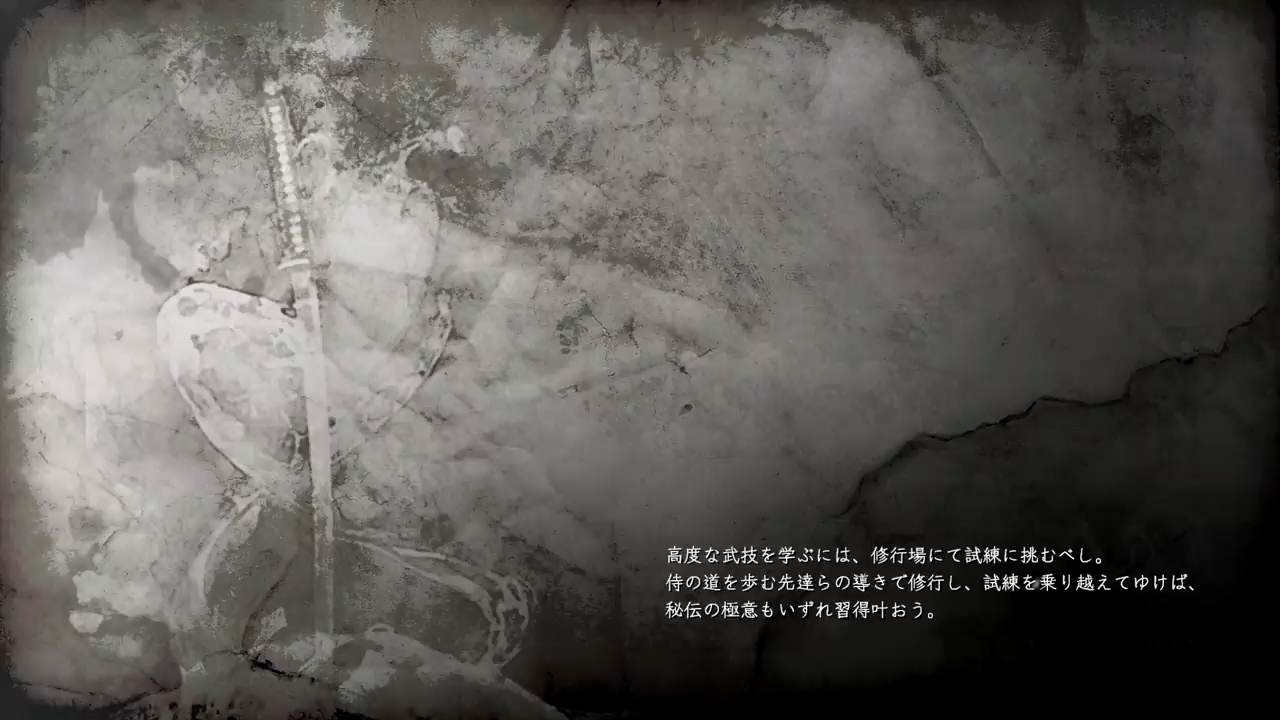 高度な武技を学ぶには、修行場にて試練に挑むべし。
侍の道を歩む先達らの導きで修行し、試練を乗り越えてゆけば、
秘伝の極意もいずれ習得叶おう。